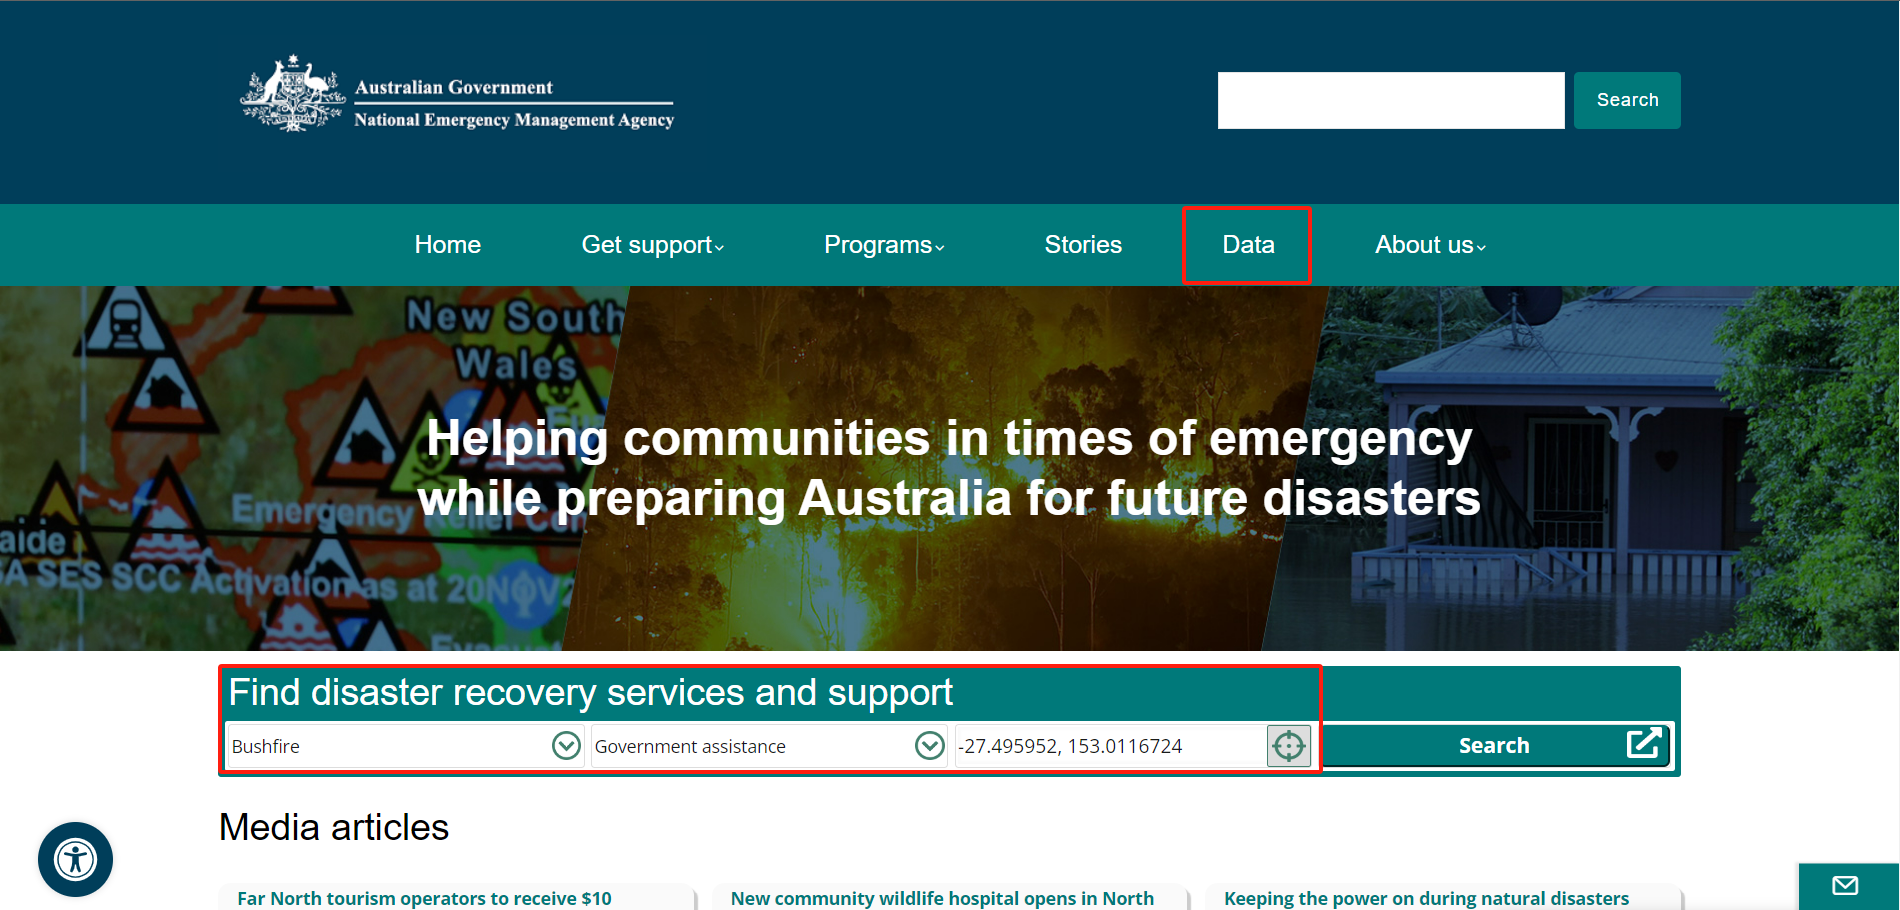 Australian Government
National Emergency Management Agency
Search
Home
Get support
Programs
Stories
Data
About us
New South
Wales
Emergency Relief
aide
SA SES SCC Activation as at 20NOV2
Helping communities in times of emergency
while preparing Australia for future disasters
Find disaster recovery services and support
Bushfire
Government assistance
-27.495952, 153.0116724
Search
Media articles
Far North tourism operators to receive $10
New community wildlife hospital opens in North
Keeping the power on during natural disasters